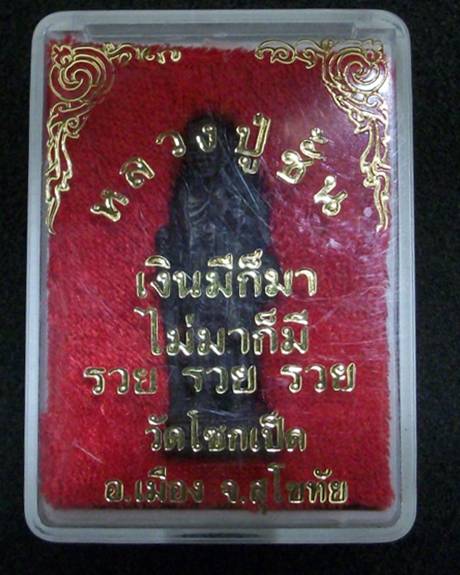 หลวงปู่ชั้น
เงินมีก็มา
ไม่มาก็มี
รวย รวย รวย
วัดโซกเป็ด
อ.เมือง จ.สุโขทัย